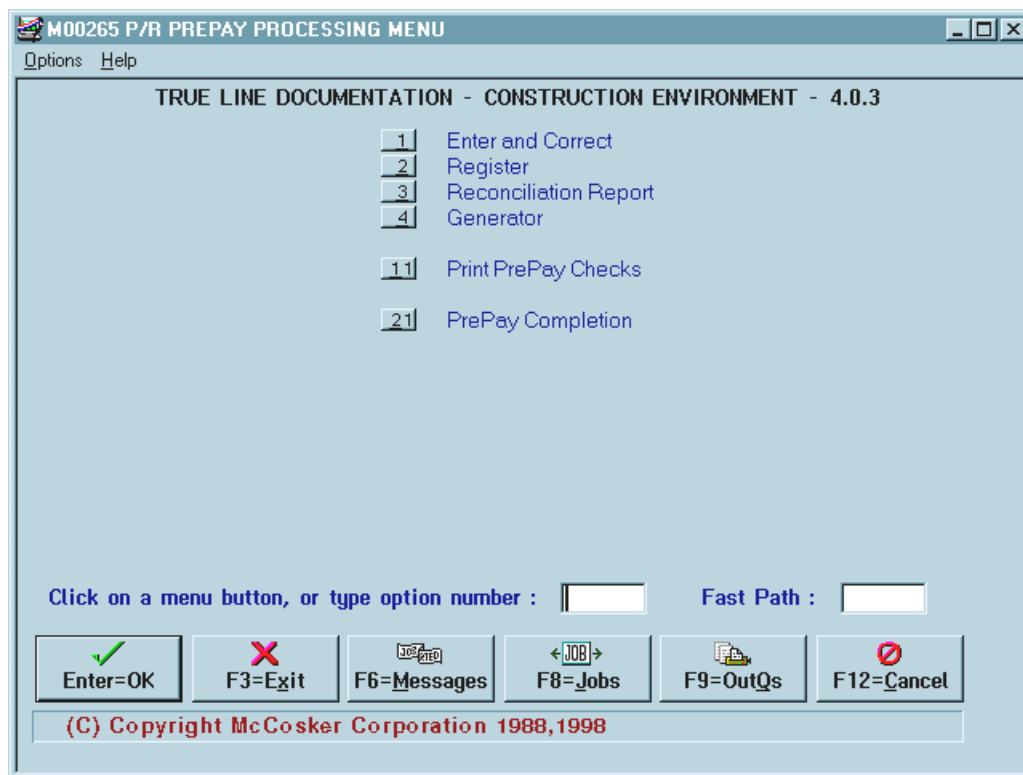 M00265 P/R PREPAY PROCESSING MENU
Options Help
TRUE LINE DOCUMENTATION - CONSTRUCTION ENVIRONMENT - 4.0.3
1 Enter and Correct
2 Register
3 Reconciliation Report
4 Generator
11 Print PrePay Checks
21 PrePay Completion
Click on a menu button, or type option number : Fast Path :
JOB
Enter=OK F3=Exit F6=Messages F8=Jobs F9=OutQs F12=Cancel
(C) Copyright McCosker Corporation 1988,1998